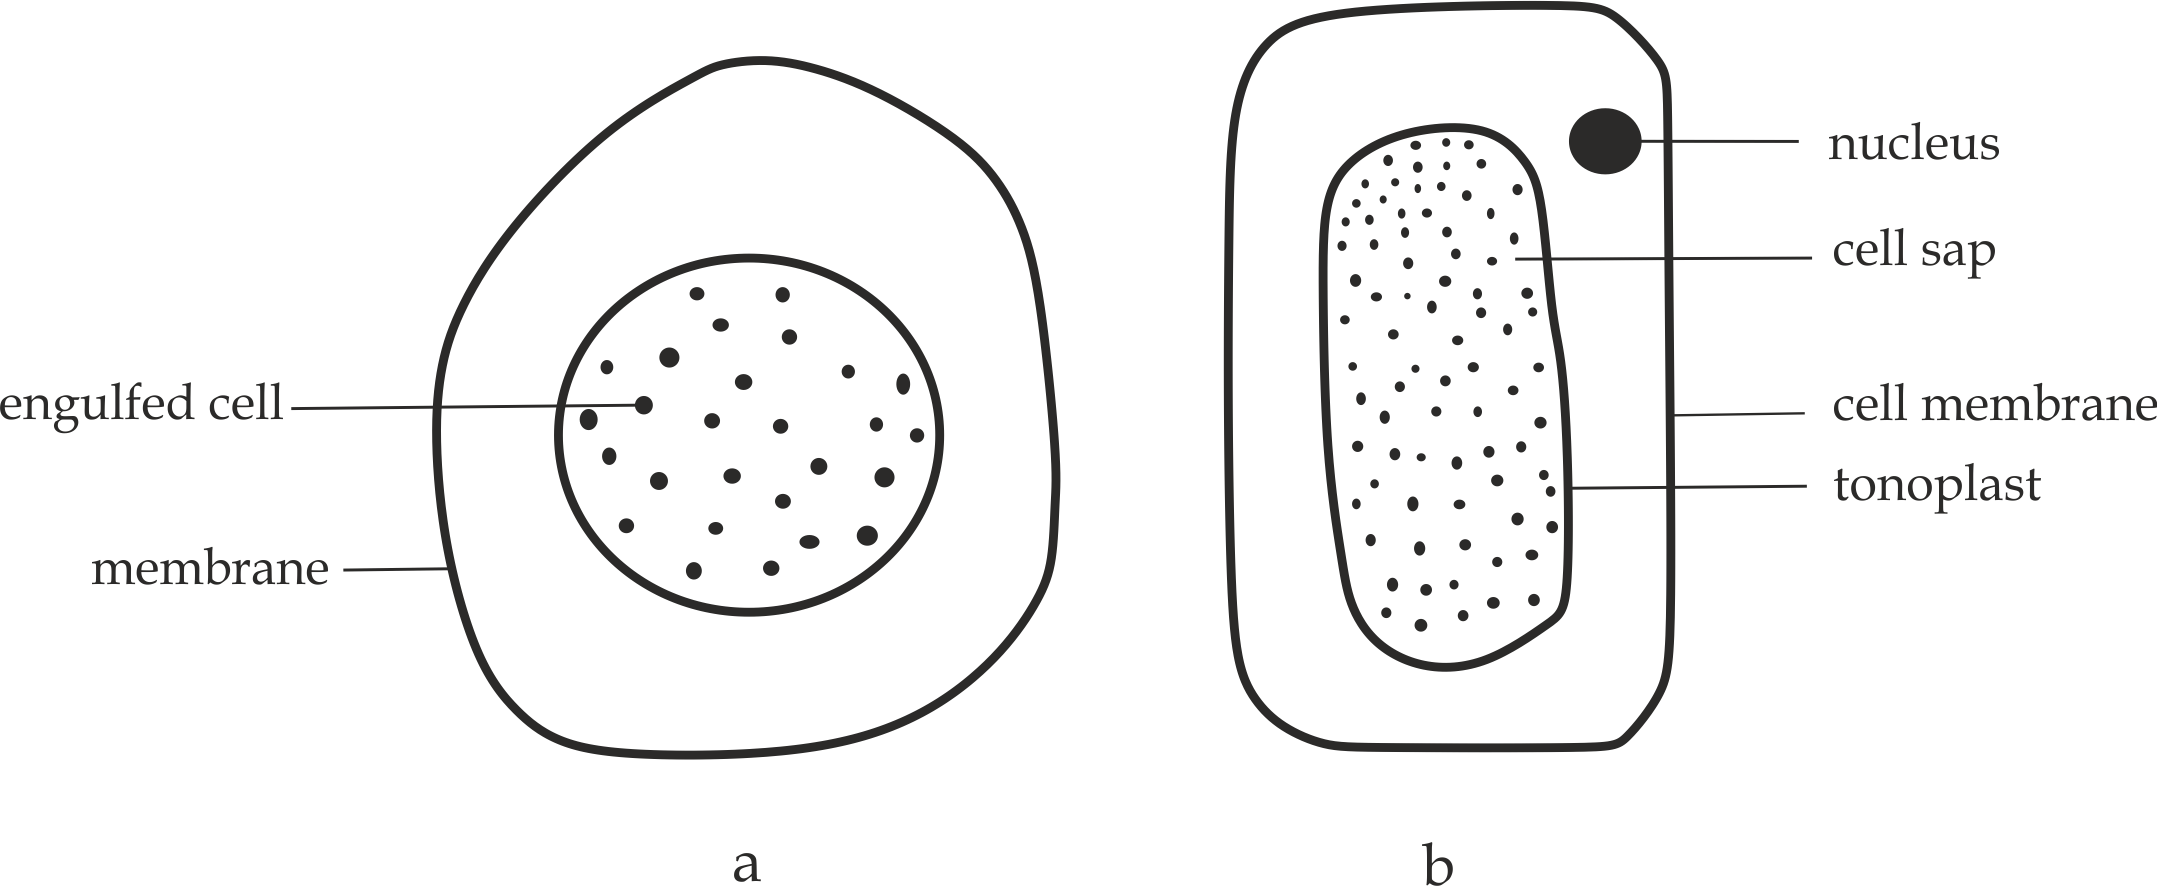 engulfed cell
membrane
a
nucleus
cell sap
cell membrane
tonoplast
b